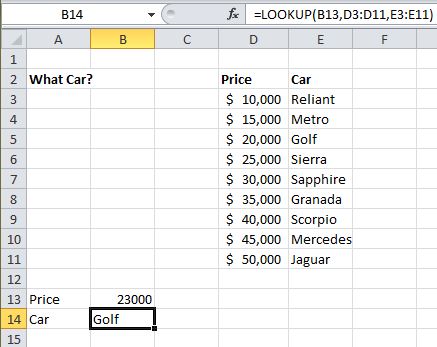 B14 fx =LOOKUP(B13,D3:D11,E3:E11)
A B C D E F
1
2 What Car? Price Car
3 $ 10,000 Reliant
4 $ 15,000 Metro
5 $ 20,000 Golf
6 $ 25,000 Sierra
7 $ 30,000 Sapphire
8 $ 35,000 Granada
9 $ 40,000 Scorpio
10 $ 45,000 Mercedes
11 $ 50,000 Jaguar
12
13 Price 23000
14 Car Golf
15